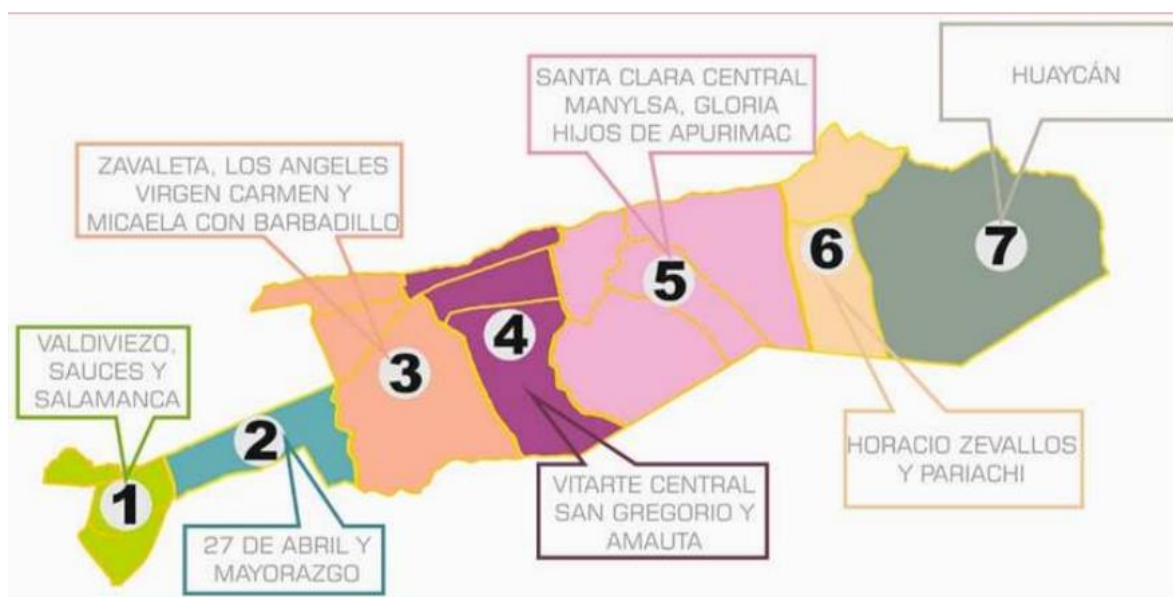 SANTA CLARA CENTRAL
MANYLSA, GLORIA
HIJOS DE APURIMAC
HUAYCÁN
ZAVALETA, LOS ANGELES
VIRGEN CARMEN Y
MICAELA CON BARBADILLO
VALDIVIEZO,
SAUCES Y
SALAMANCA
1
2
3
4
5
6
7
27 DE ABRIL Y
MAYORAZGO
VITARTE CENTRAL
SAN GREGORIO Y
AMAUTA
HORACIO ZEVALLOS
Y PARIACHI